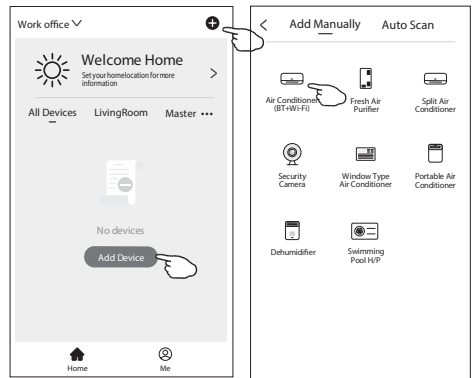 Work office
Welcome Home
Set your homelocation for more
information
All Devices LivingRoom Master •••
No devices
Add Device
Home Me
Add Manually Auto Scan
Air Conditioner
(BT+Wi-Fi)
Fresh Air
Purifier
Split Air
Conditioner
Security
Camera
Window Type
Air Conditioner
Portable Air
Conditioner
Dehumidifier
Swimming
Pool H/P